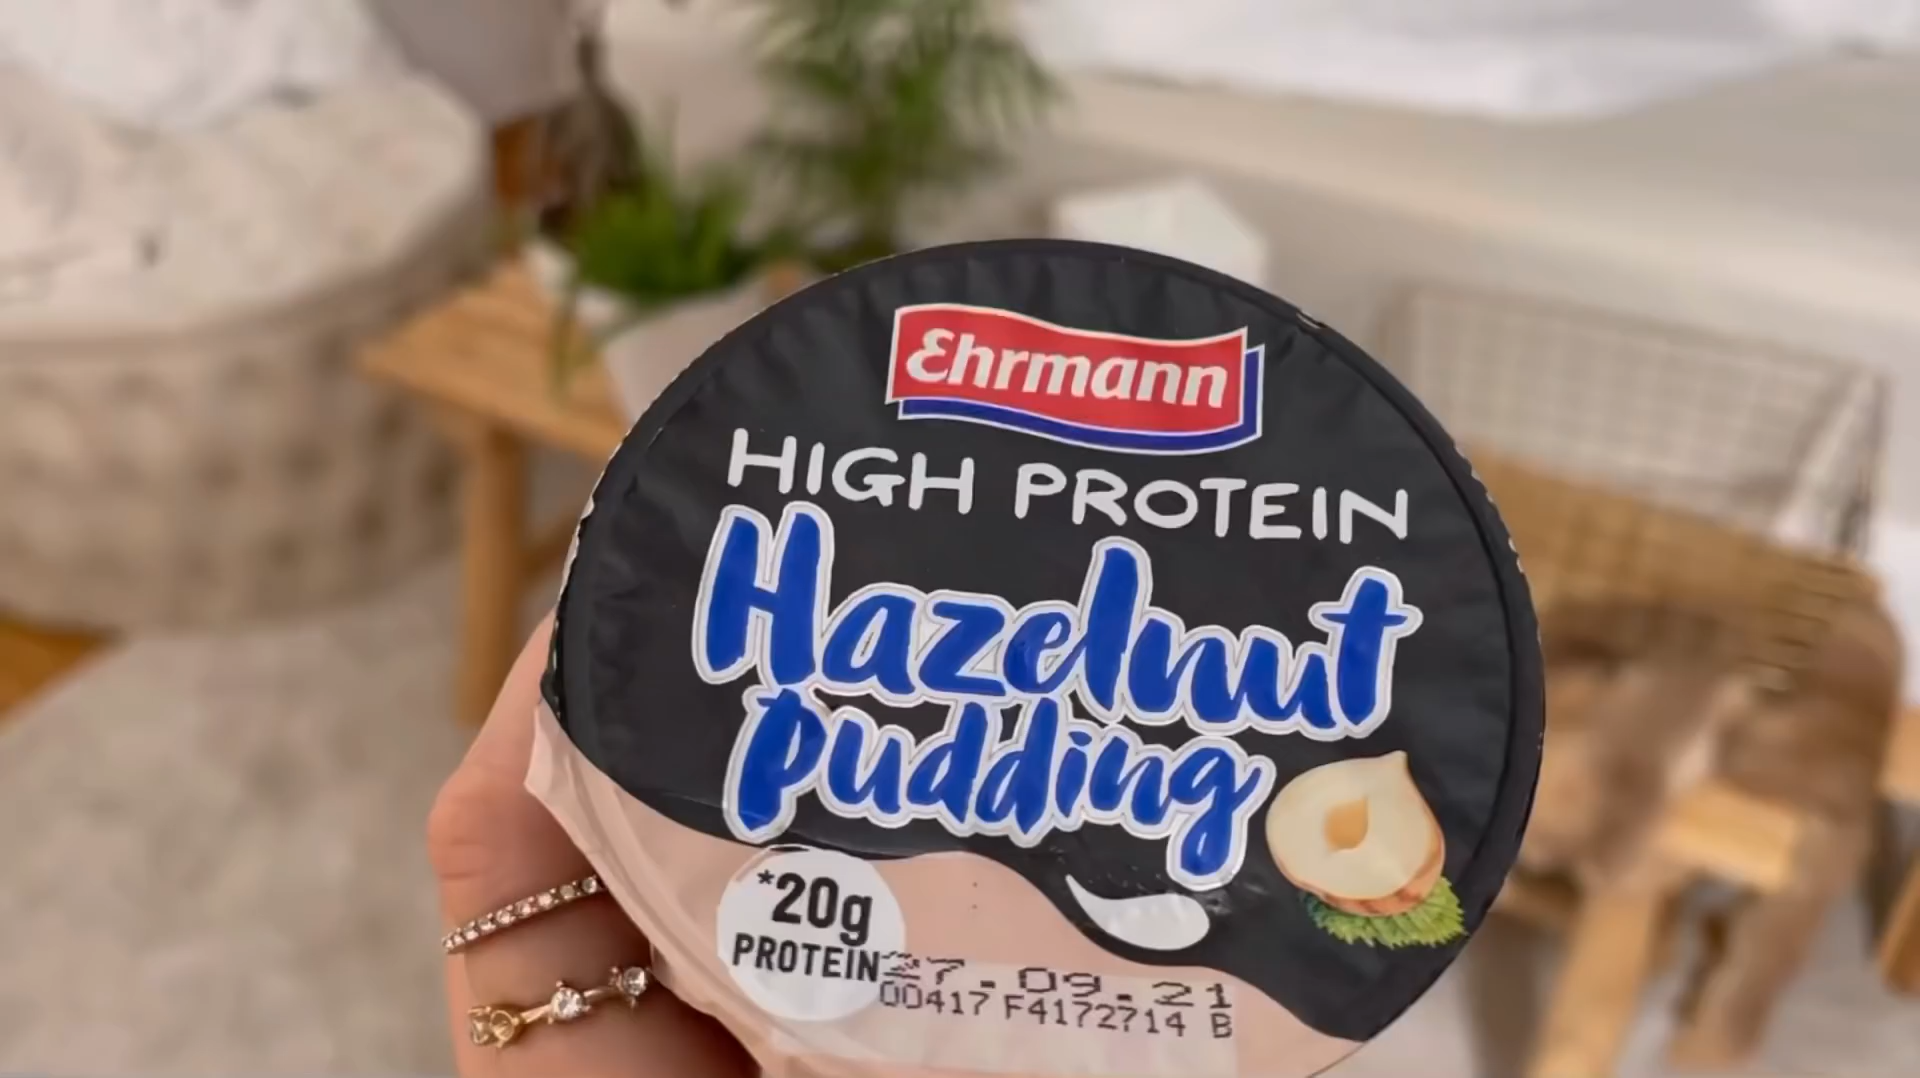 Ehrmann
HIGH PROTEIN
Hazelnut
pudding
*20g
PROTEIN
27.09.21
00417 F4172714 B